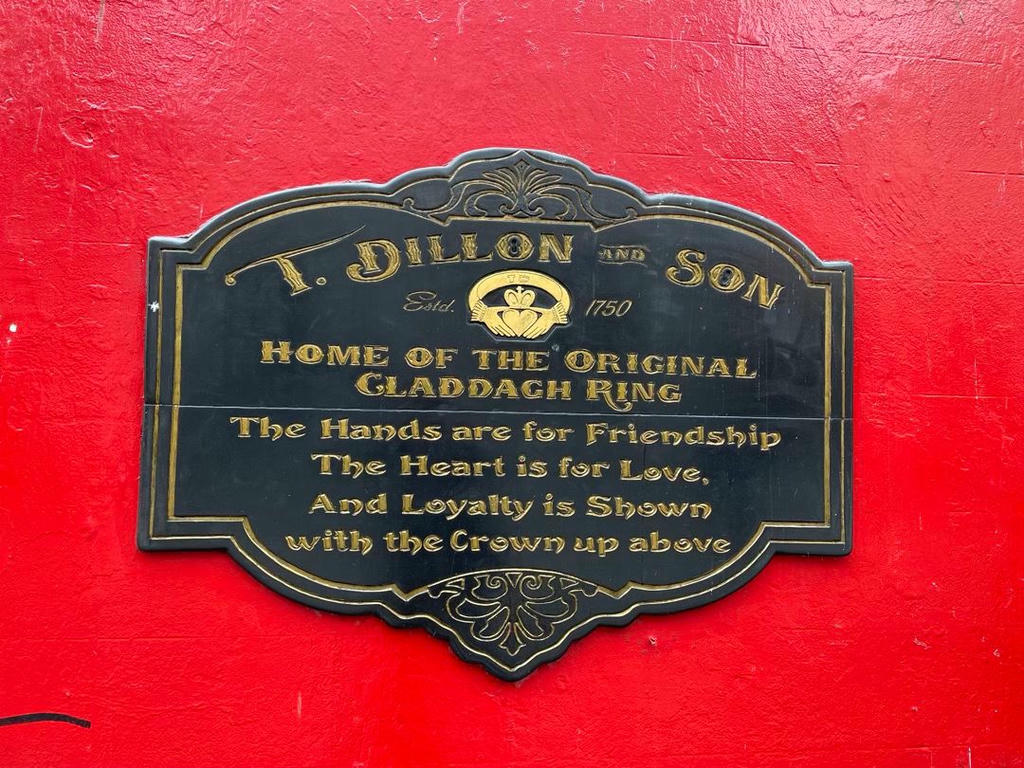 T. DILLON AND SON
Estd. 1750
HOME OF THE ORIGINAL
CLADDAGH RING
The Hands are for Friendship
The Heart is for Love,
And Loyalty is Shown
with the Crown up above